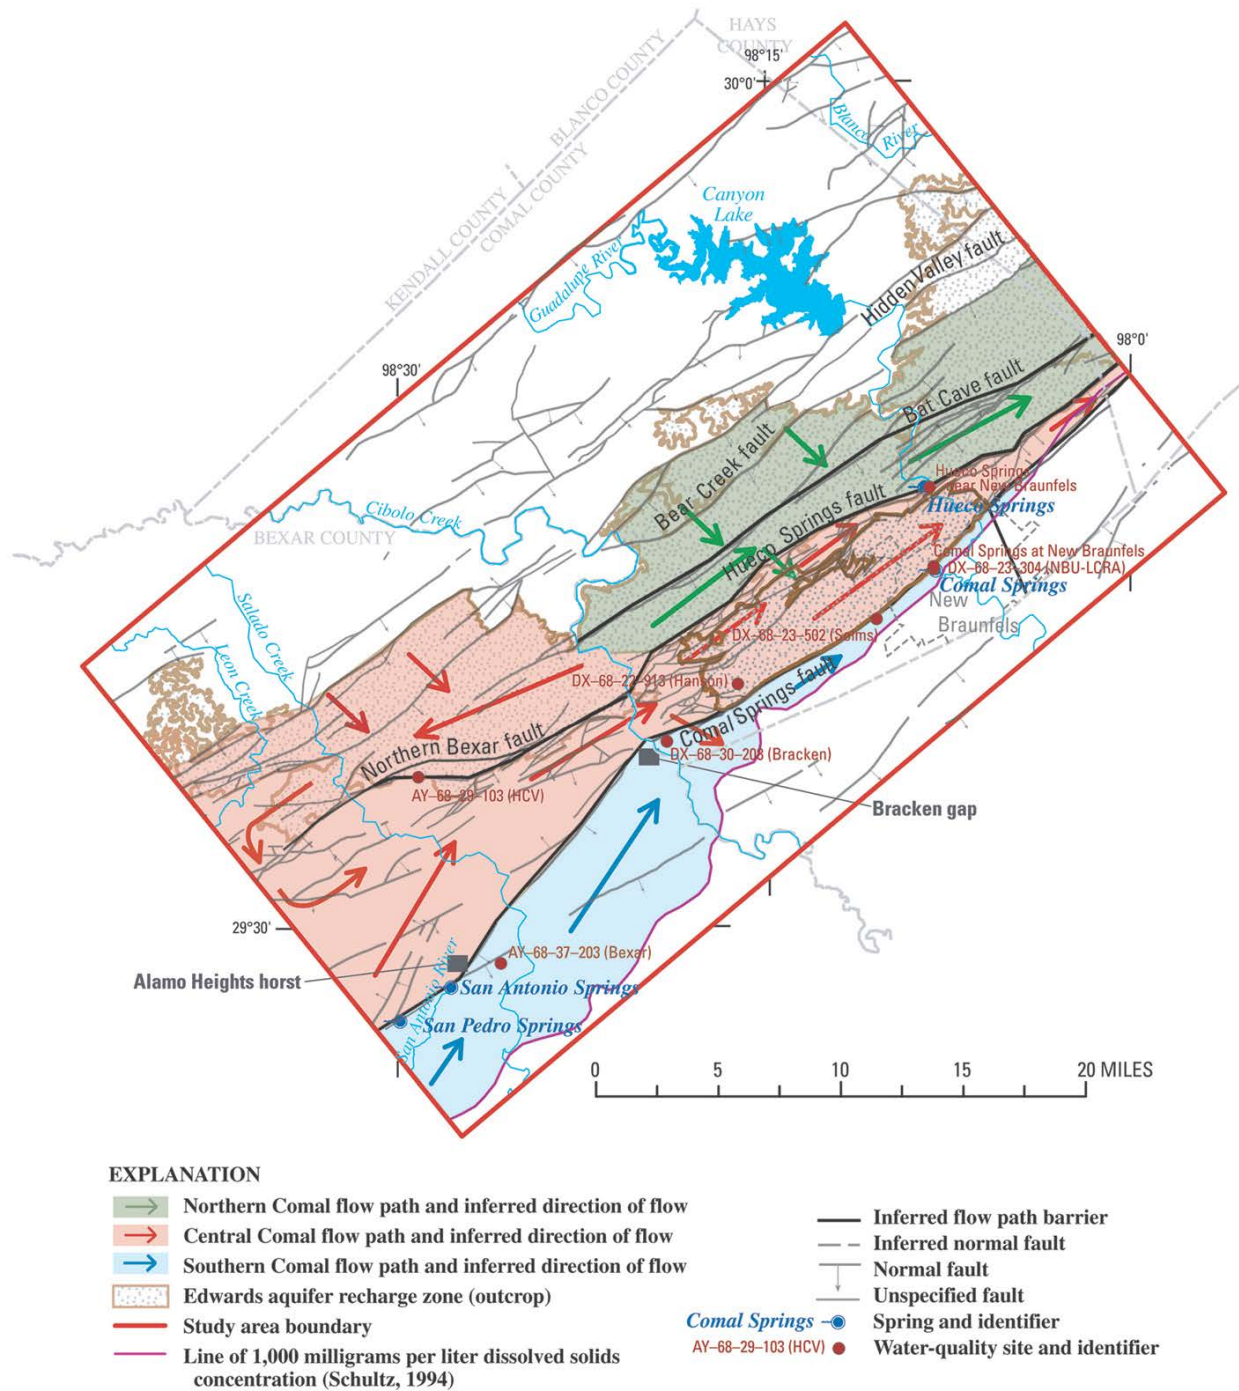 HAYS
COUNTY
98°15'
30°0'
BLANCO COUNTY
KENDALL COUNTY
COMAL COUNTY
Blanco
River
Canyon
Lake
Guadalupe River
Hidden Valley fault
98°0'
98°30'
Bat Cave fault
Bear Creek fault
Hueco Springs
near New Braunfels
Hueco Springs fault
Hueco Springs
Cibolo Creek
BEXAR COUNTY
Comal Springs at New Braunfels
DX–68–23–304 (NBU-LCRA)
Comal Springs
New
Braunfels
Salado Creek
Leon Creek
DX–68–23–502 (Solms)
DX–68–22–913 (Hanson)
Comal Springs fault
Northern Bexar fault
DX–68–30–208 (Bracken)
AY–68–29–103 (HCV)
Bracken gap
29°30'
AY–68–37–203 (Bexar)
Alamo Heights horst
San Antonio River
San Antonio Springs
San Pedro Springs
0 5 10 15 20 MILES
EXPLANATION
Northern Comal flow path and inferred direction of flow
Central Comal flow path and inferred direction of flow
Southern Comal flow path and inferred direction of flow
Edwards aquifer recharge zone (outcrop)
Study area boundary
Line of 1,000 milligrams per liter dissolved solids
concentration (Schultz, 1994)
Inferred flow path barrier
Inferred normal fault
Normal fault
Unspecified fault
Comal Springs Spring and identifier
AY–68–29–103 (HCV) Water-quality site and identifier